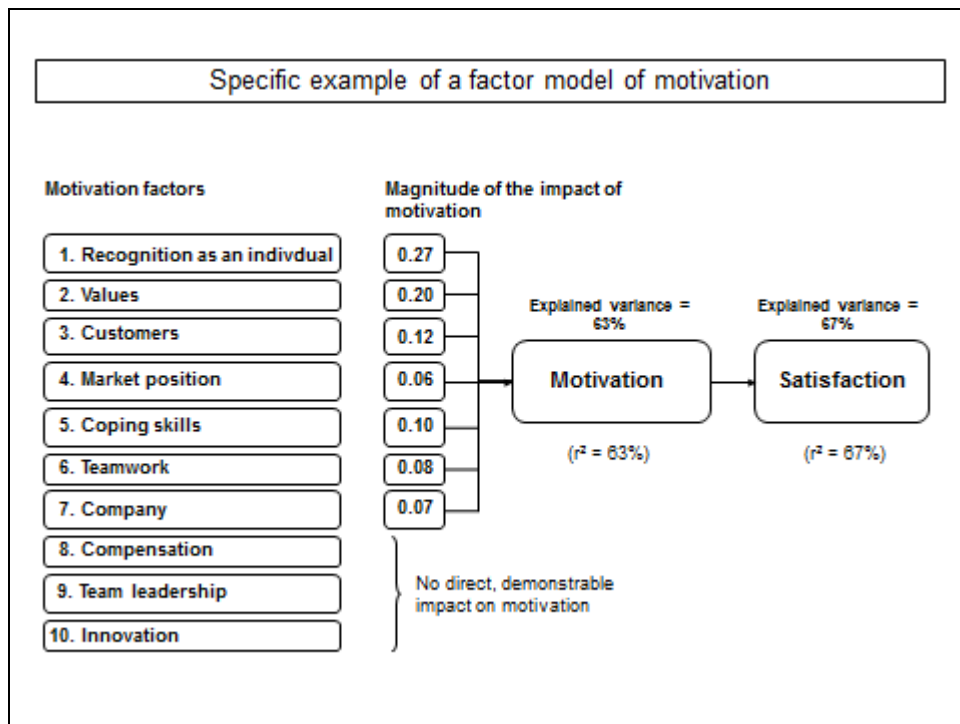 Specific example of a factor model of motivation
Motivation factors
Magnitude of the impact of
motivation
1. Recognition as an indivdual
0.27
2. Values
0.20
3. Customers
0.12
4. Market position
0.06
5. Coping skills
0.10
6. Teamwork
0.08
7. Company
0.07
8. Compensation
9. Team leadership
10. Innovation
No direct, demonstrable
impact on motivation
Explained variance =
63%
Motivation
(r² = 63%)
Explained variance =
67%
Satisfaction
(r² = 67%)